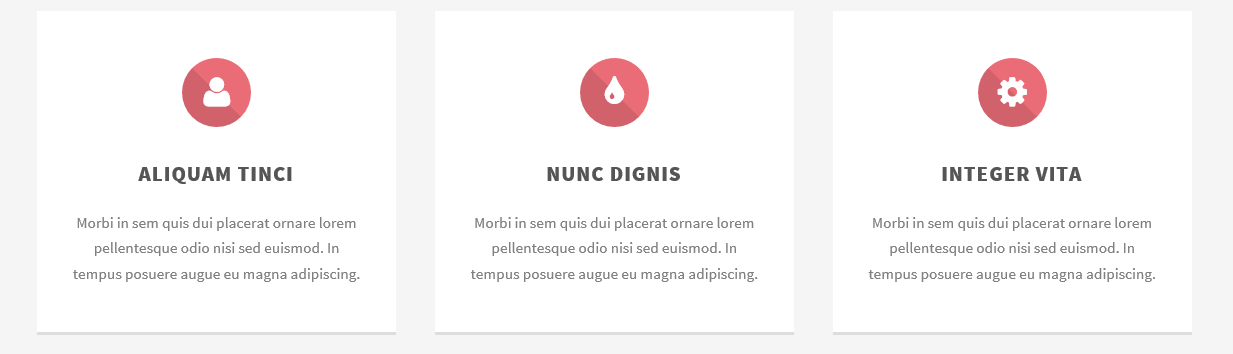 ALIQUAM TINCI
Morbi in sem quis dui placerat ornare lorem
pellentesque odio nisi sed euismod. In
tempus posuere augue eu magna adipiscing.
NUNC DIGNIS
Morbi in sem quis dui placerat ornare lorem
pellentesque odio nisi sed euismod. In
tempus posuere augue eu magna adipiscing.
INTEGER VITA
Morbi in sem quis dui placerat ornare lorem
pellentesque odio nisi sed euismod. In
tempus posuere augue eu magna adipiscing.